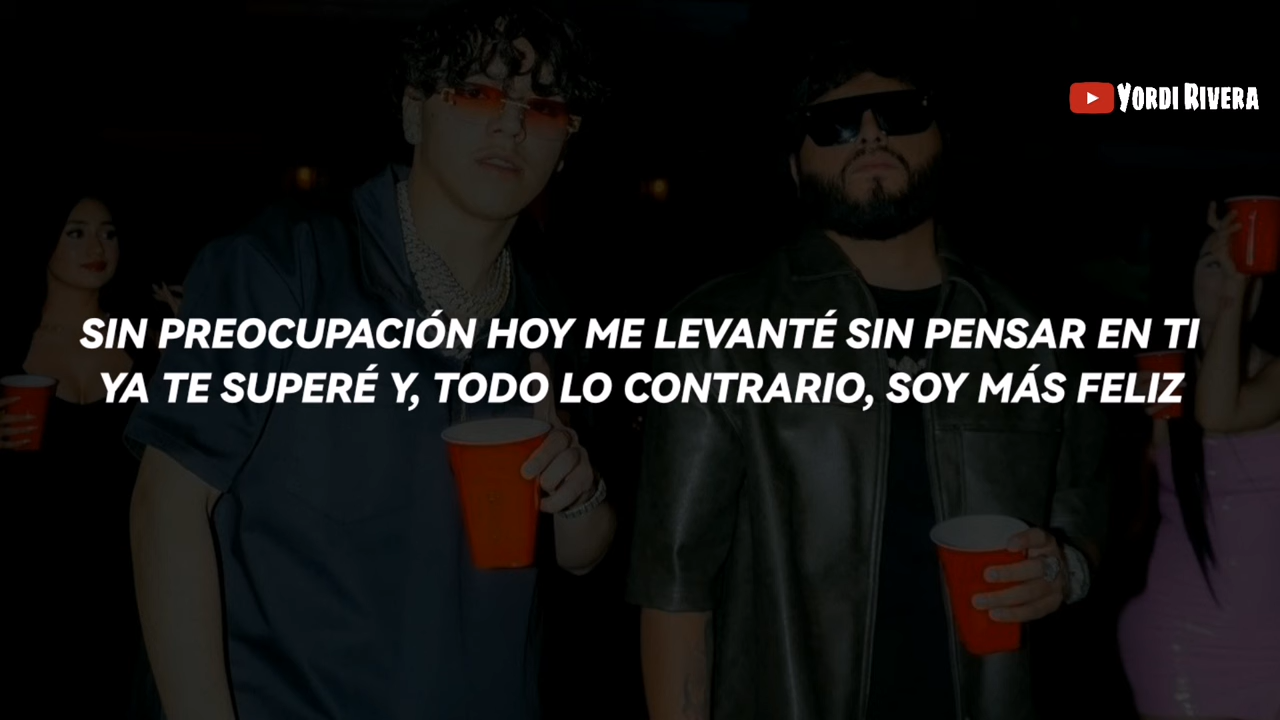 YORDI RIVERA
SIN PREOCUPACIÓN HOY ME LEVANTÉ SIN PENSAR EN TI
YA TE SUPERÉ Y, TODO LO CONTRARIO, SOY MÁS FELIZ